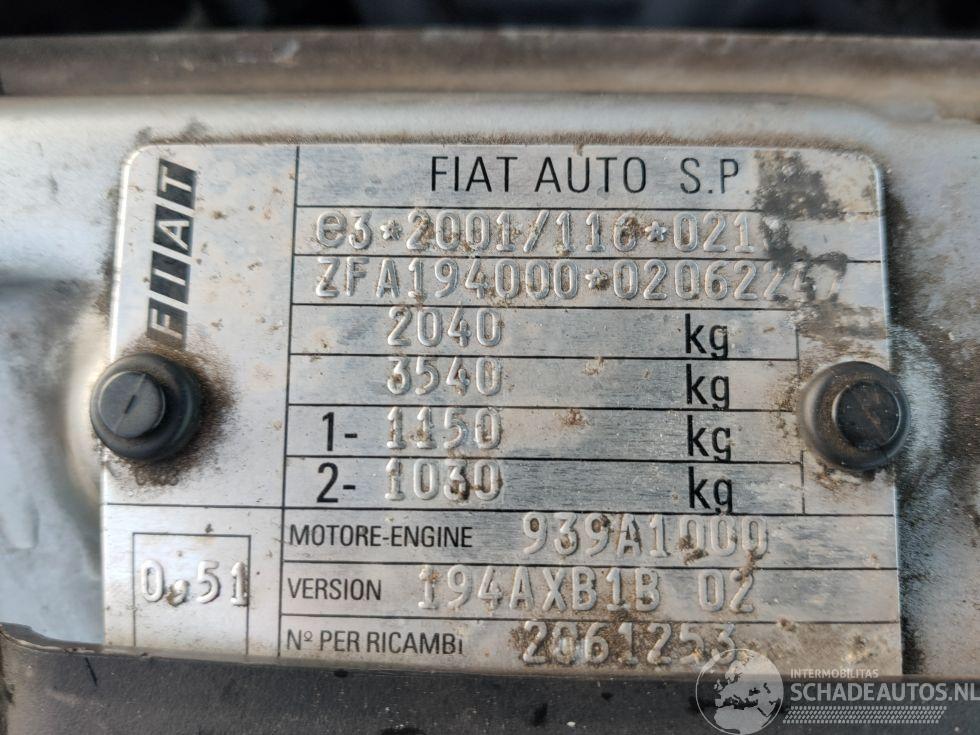 FIAT
FIAT AUTO S.P.
e3*2001/116*021
ZFA194000*02062247
2040 kg
3540 kg
1- 1150 kg
2- 1030 kg
MOTORE-ENGINE 939A1000
0,51
VERSION 194AXB1B 02
Nº PER RICAMBI 2061253
INTERMOBILITAS
SCHADEAUTOS.NL